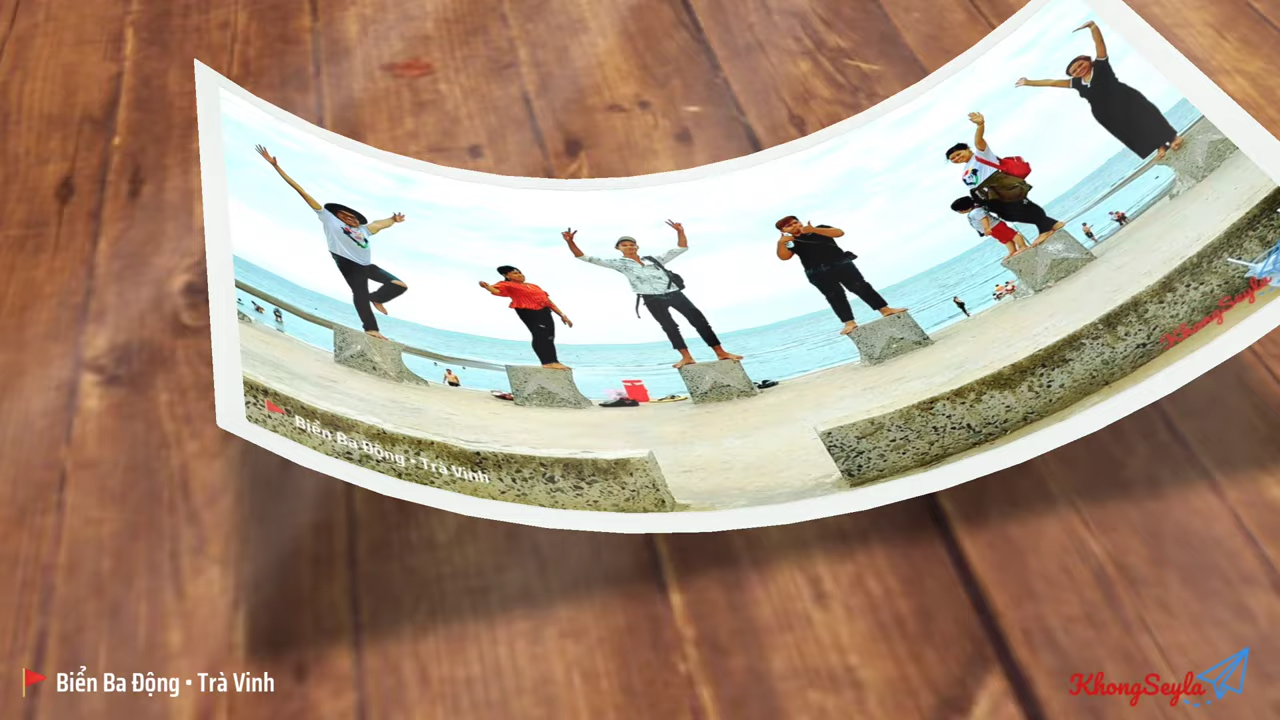 KhongSeyla
Biển Ba Động • Trà Vinh
Biển Ba Động • Trà Vinh
KhongSeyla